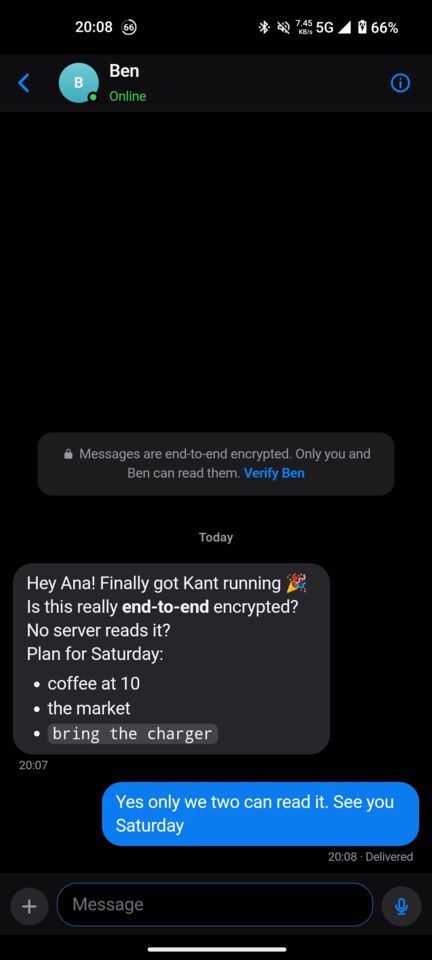 20:08 66 7.45 KB/s 5G 66%
B Ben
Online
Messages are end-to-end encrypted. Only you and
Ben can read them. Verify Ben
Today
Hey Ana! Finally got Kant running 🎉
Is this really end-to-end encrypted?
No server reads it?
Plan for Saturday:
• coffee at 10
• the market
• bring the charger
20:07
Yes only we two can read it. See you
Saturday
20:08 · Delivered
Message